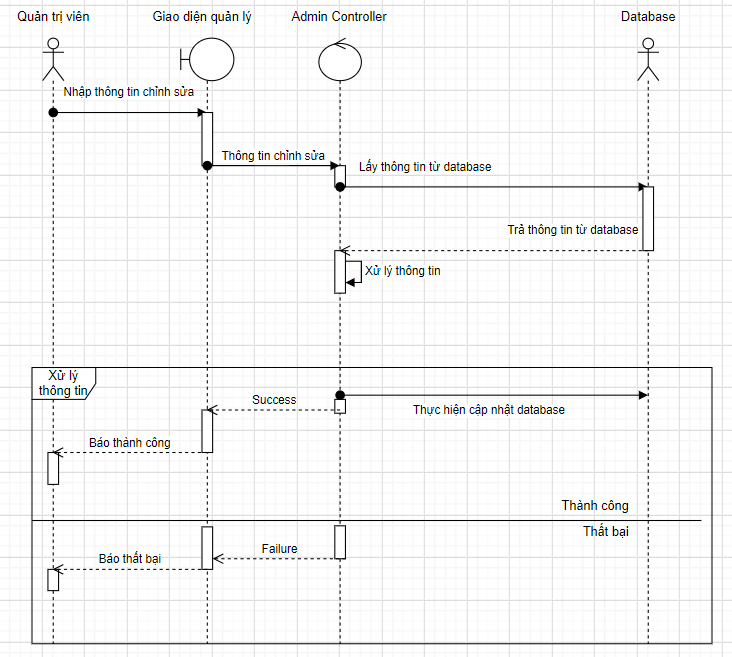 Quản trị viên
Giao diện quản lý
Admin Controller
Database
Nhập thông tin chỉnh sửa
Thông tin chỉnh sửa
Lấy thông tin từ database
Trả thông tin từ database
Xử lý thông tin
Xử lý
thông tin
Success
Thực hiện cập nhật database
Báo thành công
Thành công
Thất bại
Failure
Báo thất bại